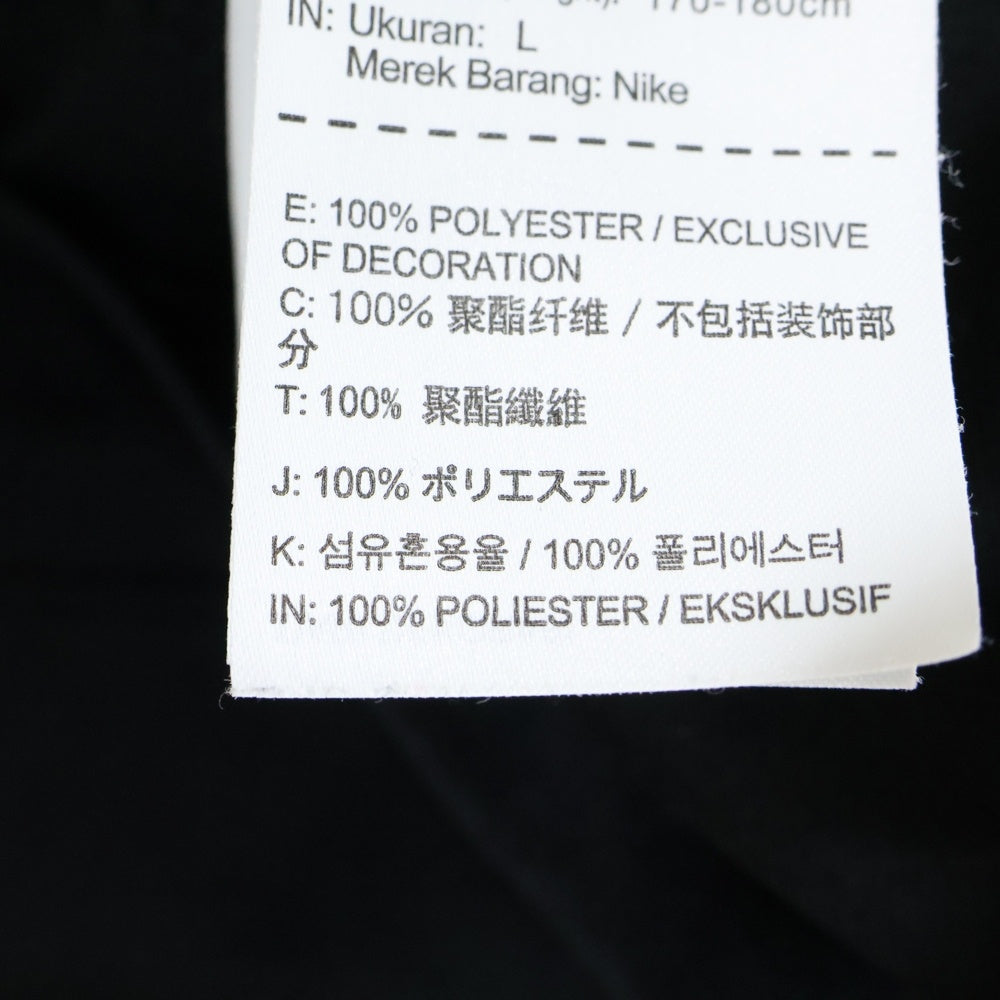 170-180cm
IN: Ukuran: L
Merek Barang: Nike
E: 100% POLYESTER / EXCLUSIVE
OF DECORATION
C: 100% 聚酯纤维 / 不包括装饰部
分
T: 100% 聚酯纖維
J: 100% ポリエステル
K: 섬유혼용율 / 100% 폴리에스터
IN: 100% POLIESTER / EKSKLUSIF